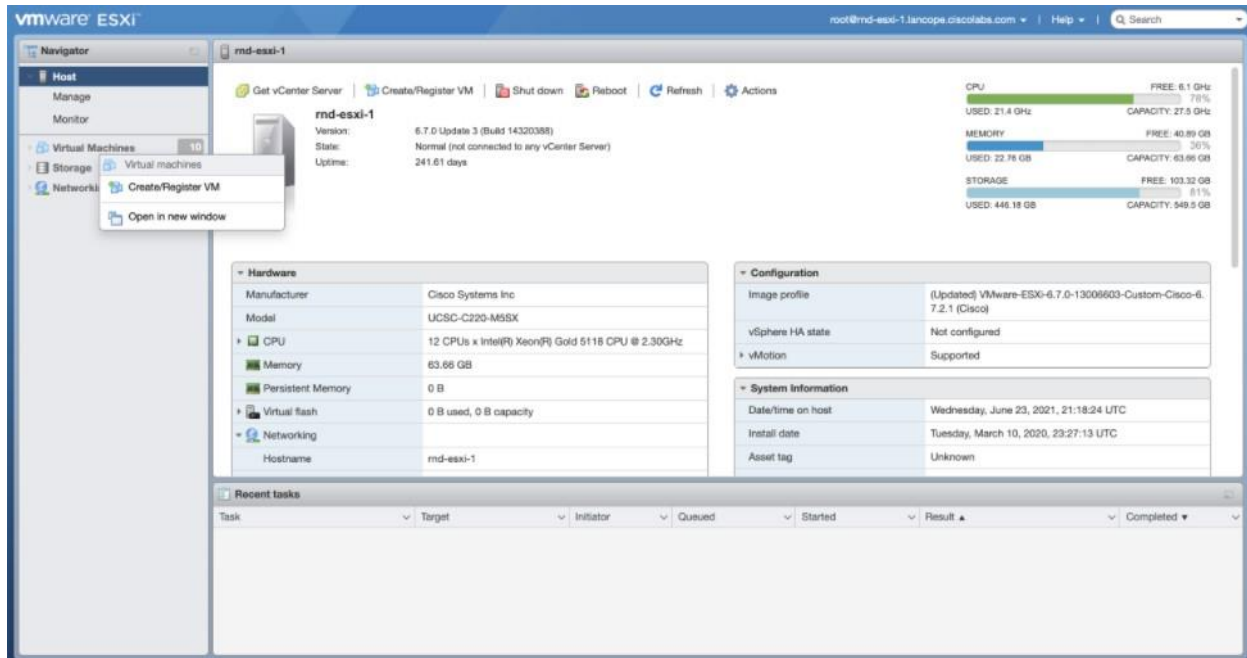 vmware ESXi
root@rnd-esxi-1.lancope.ciscolabs.com | Help | Search
Navigator
Host
Manage
Monitor
Virtual Machines 10
Storage
Virtual machines
Create/Register VM
Open in new window
rnd-esxi-1
Get vCenter Server | Create/Register VM | Shut down Reboot | Refresh | Actions
rnd-esxi-1
Version: 6.7.0 Update 3 (Build 14320388)
State: Normal (not connected to any vCenter Server)
Uptime: 241.61 days
CPU FREE: 6.1 GHz
78%
USED: 21.4 GHz CAPACITY: 27.5 GHz
MEMORY FREE: 40.89 GB
36%
USED: 22.76 GB CAPACITY: 63.66 GB
STORAGE FREE: 103.32 GB
81%
USED: 446.18 GB CAPACITY: 549.5 GB
Hardware
Manufacturer Cisco Systems Inc
Model UCSC-C220-M5SX
CPU 12 CPUs x Intel(R) Xeon(R) Gold 5118 CPU @ 2.30GHz
Memory 63.66 GB
Persistent Memory 0 B
Virtual flash 0 B used, 0 B capacity
Networking
Hostname rnd-esxi-1
Configuration
Image profile (Updated) VMware-ESXi-6.7.0-13006603-Custom-Cisco-6.
7.2.1 (Cisco)
vSphere HA state Not configured
vMotion Supported
System Information
Date/time on host Wednesday, June 23, 2021, 21:18:24 UTC
Install date Tuesday, March 10, 2020, 23:27:13 UTC
Asset tag Unknown
Recent tasks
Task Target Initiator Queued Started Result Completed